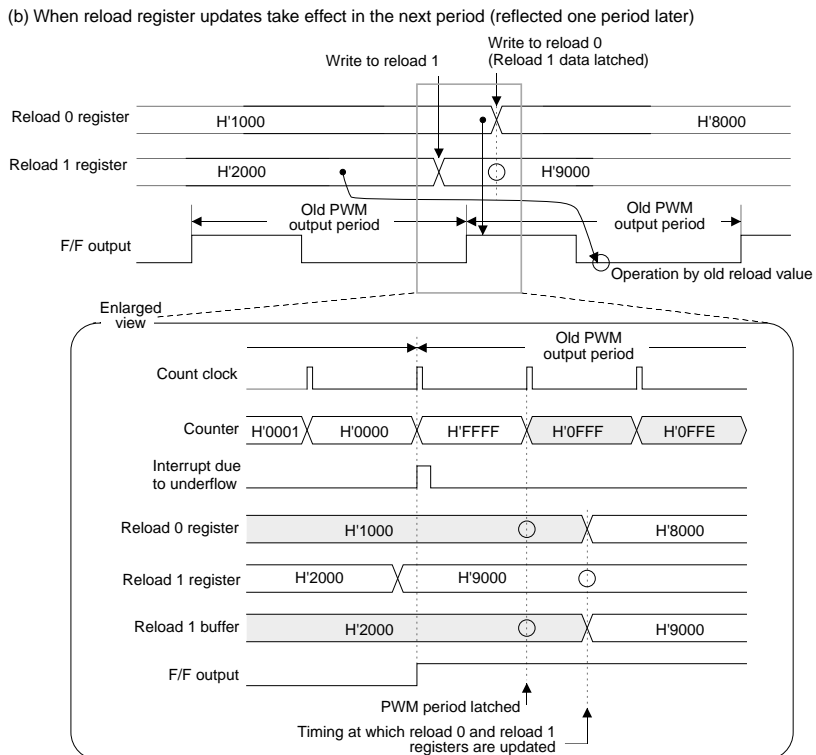 (b) When reload register updates take effect in the next period (reflected one period later)
Write to reload 0
(Reload 1 data latched)
Write to reload 1
Reload 0 register
H'1000
H'8000
Reload 1 register
H'2000
H'9000
Old PWM
output period
Old PWM
output period
F/F output
Operation by old reload value
Enlarged
view
Old PWM
output period
Count clock
Counter
H'0001
H'0000
H'FFFF
H'0FFF
H'0FFE
Interrupt due
to underflow
Reload 0 register
H'1000
H'8000
Reload 1 register
H'2000
H'9000
Reload 1 buffer
H'2000
H'9000
F/F output
PWM period latched
Timing at which reload 0 and reload 1
registers are updated